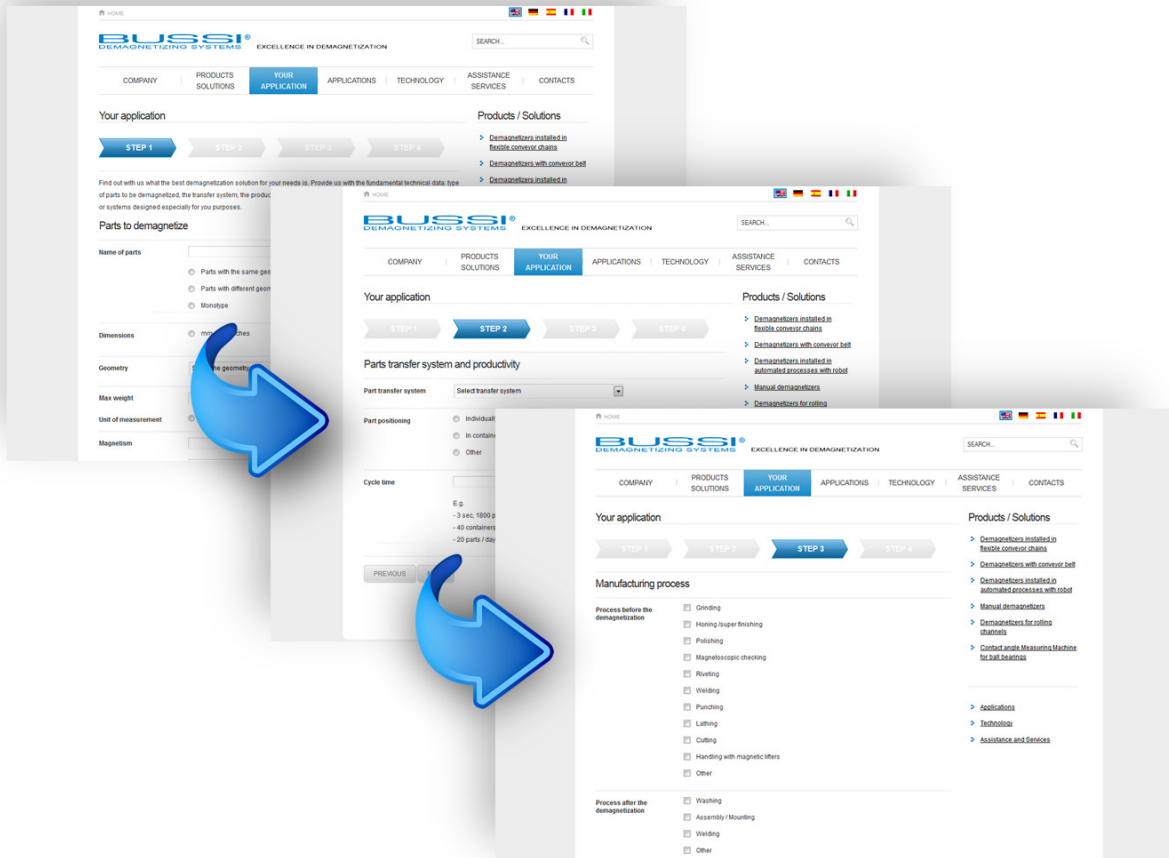 HOME
BUSSI®
DEMAGNETIZING SYSTEMS EXCELLENCE IN DEMAGNETIZATION
SEARCH...
COMPANY
PRODUCTS
SOLUTIONS
YOUR
APPLICATION
APPLICATIONS
TECHNOLOGY
ASSISTANCE
SERVICES
CONTACTS
Your application
STEP 1
STEP 2
STEP 3
STEP 4
Find out with us what the best demagnetization solution for your needs is. Provide us with the fundamental technical data: type
of parts to be demagnetized, the transfer system, the
or systems designed especially for you purposes.
Parts to demagnetize
Name of parts
Parts with the same
Parts with different
Monotype
Dimensions
mm
Geometry
geometry
Max weight
Unit of measurement
Magnetism
Products / Solutions
Demagnetizers installed in
flexible conveyor chains
Demagnetizers with conveyor belt
Demagnetizers installed in
HOME
BUSSI®
DEMAGNETIZING SYSTEMS EXCELLENCE IN DEMAGNETIZATION
SEARCH...
COMPANY
PRODUCTS
SOLUTIONS
YOUR
APPLICATION
APPLICATIONS
TECHNOLOGY
ASSISTANCE
SERVICES
CONTACTS
Your application
STEP 1
STEP 2
STEP 3
STEP 4
Parts transfer system and productivity
Part transfer system
Select transfer system
Part positioning
In
Other
Cycle time
E.g.
- 3 sec, 1800
- 40 containers
- 20 parts / day
PREVIOUS
Products / Solutions
Demagnetizers installed in
flexible conveyor chains
Demagnetizers with conveyor belt
Demagnetizers installed in
automated processes with robot
Manual demagnetizers
Demagnetizers for rolling
HOME
BUSSI®
DEMAGNETIZING SYSTEMS EXCELLENCE IN DEMAGNETIZATION
SEARCH...
COMPANY
PRODUCTS
SOLUTIONS
YOUR
APPLICATION
APPLICATIONS
TECHNOLOGY
ASSISTANCE
SERVICES
CONTACTS
Your application
STEP 1
STEP 2
STEP 3
STEP 4
Manufacturing process
Process before the
demagnetization
Grinding
Honing /super finishing
Polishing
Magnetoscopic checking
Riveting
Welding
Punching
Lathing
Cutting
Handling with magnetic lifters
Other
Process after the
demagnetization
Washing
Assembly / Mounting
Welding
Other
Products / Solutions
Demagnetizers installed in
flexible conveyor chains
Demagnetizers with conveyor belt
Demagnetizers installed in
automated processes with robot
Manual demagnetizers
Demagnetizers for rolling
channels
Contact angle Measuring Machine
for ball bearings
Applications
Technology
Assistance and Services